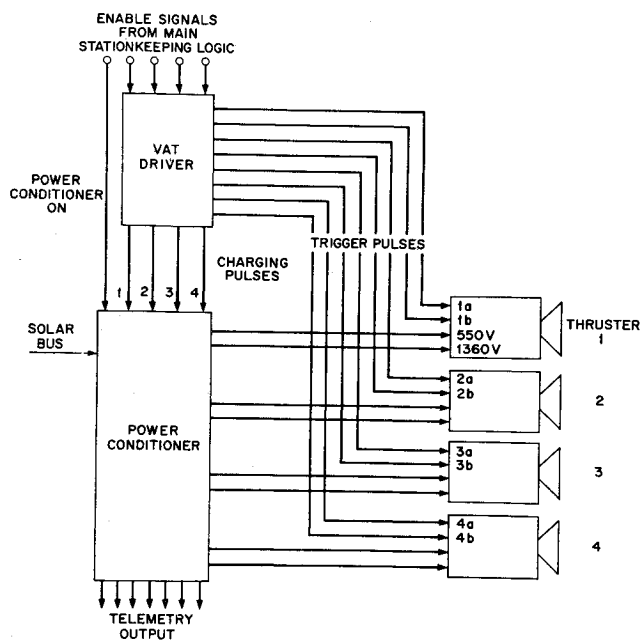 ENABLE SIGNALS
FROM MAIN
STATIONKEEPING LOGIC
VAT
DRIVER
POWER
CONDITIONER
ON
TRIGGER PULSES
CHARGING
PULSES
1 2 3 4
SOLAR
BUS
POWER
CONDITIONER
1a
1b
550V
1360V
THRUSTER
1
2a
2b
2
3a
3b
3
4a
4b
4
TELEMETRY
OUTPUT